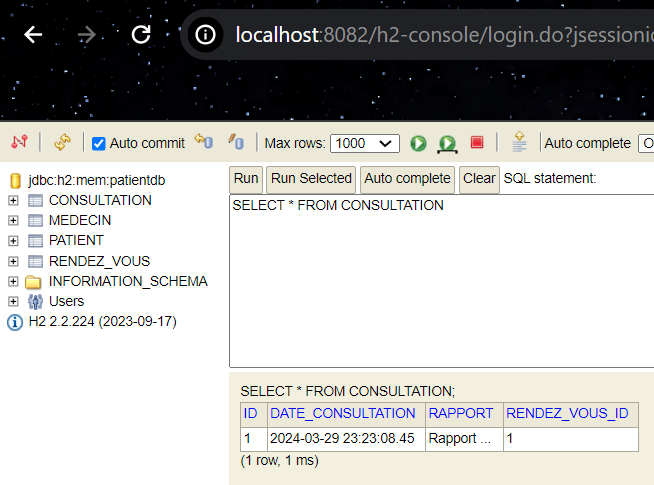 localhost:8082/h2-console/login.do?jsessionid
Auto commit Max rows: 1000 Auto complete O
jdbc:h2:mem:patientdb
CONSULTATION
MEDECIN
PATIENT
RENDEZ_VOUS
INFORMATION_SCHEMA
Users
H2 2.2.224 (2023-09-17)
Run Run Selected Auto complete Clear SQL statement:
SELECT * FROM CONSULTATION
SELECT * FROM CONSULTATION;
ID DATE_CONSULTATION RAPPORT RENDEZ_VOUS_ID
1 2024-03-29 23:23:08.45 Rapport ... 1
(1 row, 1 ms)